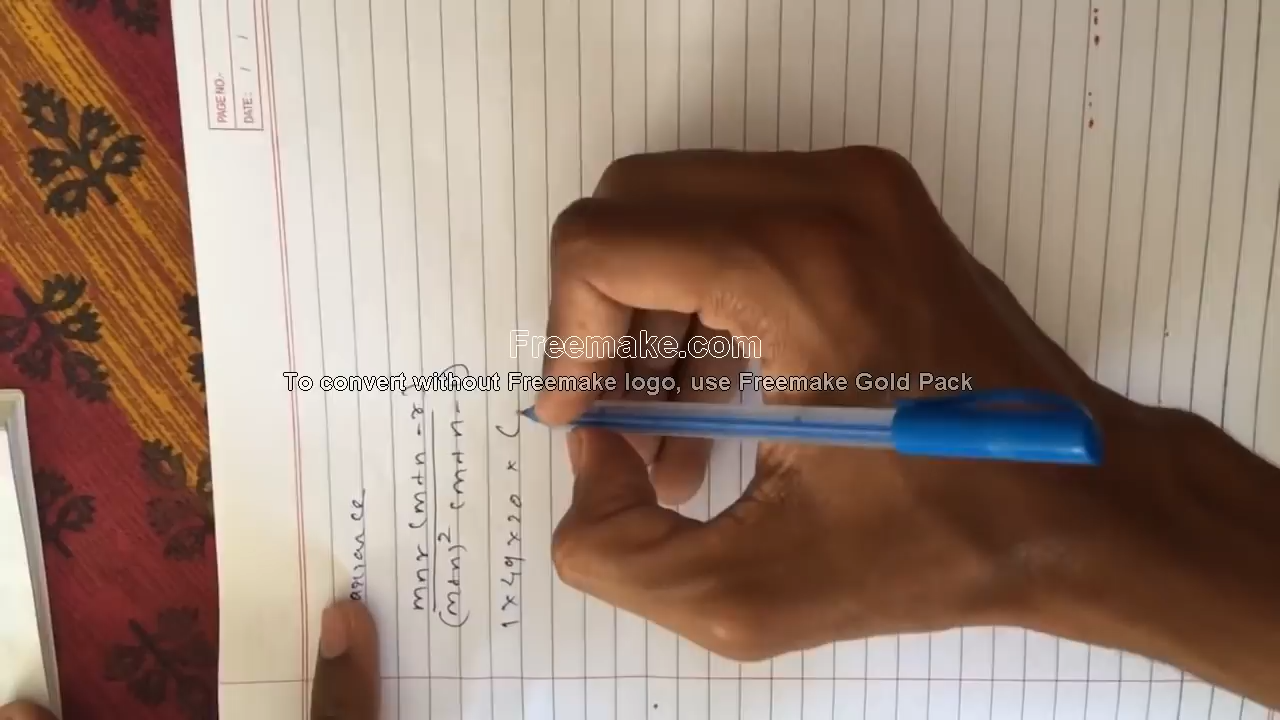 PAGE NO.:
DATE: / /
mnr (m+n-r)
(m+n)² (m+n-1)
1 x 49 x 20 x (
Freemake.com
To convert without Freemake logo, use Freemake Gold Pack